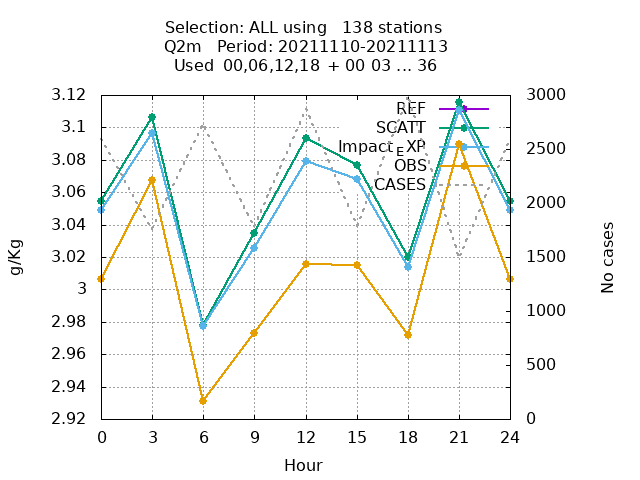 Selection: ALL using   138 stations
Q2m   Period: 20211110-20211113
Used  00,06,12,18 + 00 03 ... 36
3.12
3.1
3.08
3.06
3.04
3.02
3
2.98
2.96
2.94
2.92
3000
2500
2000
1500
1000
500
0
REF
SCATT
Impact_EXP
OBS
CASES
0 3 6 9 12 15 18 21 24
Hour
g/Kg
No cases